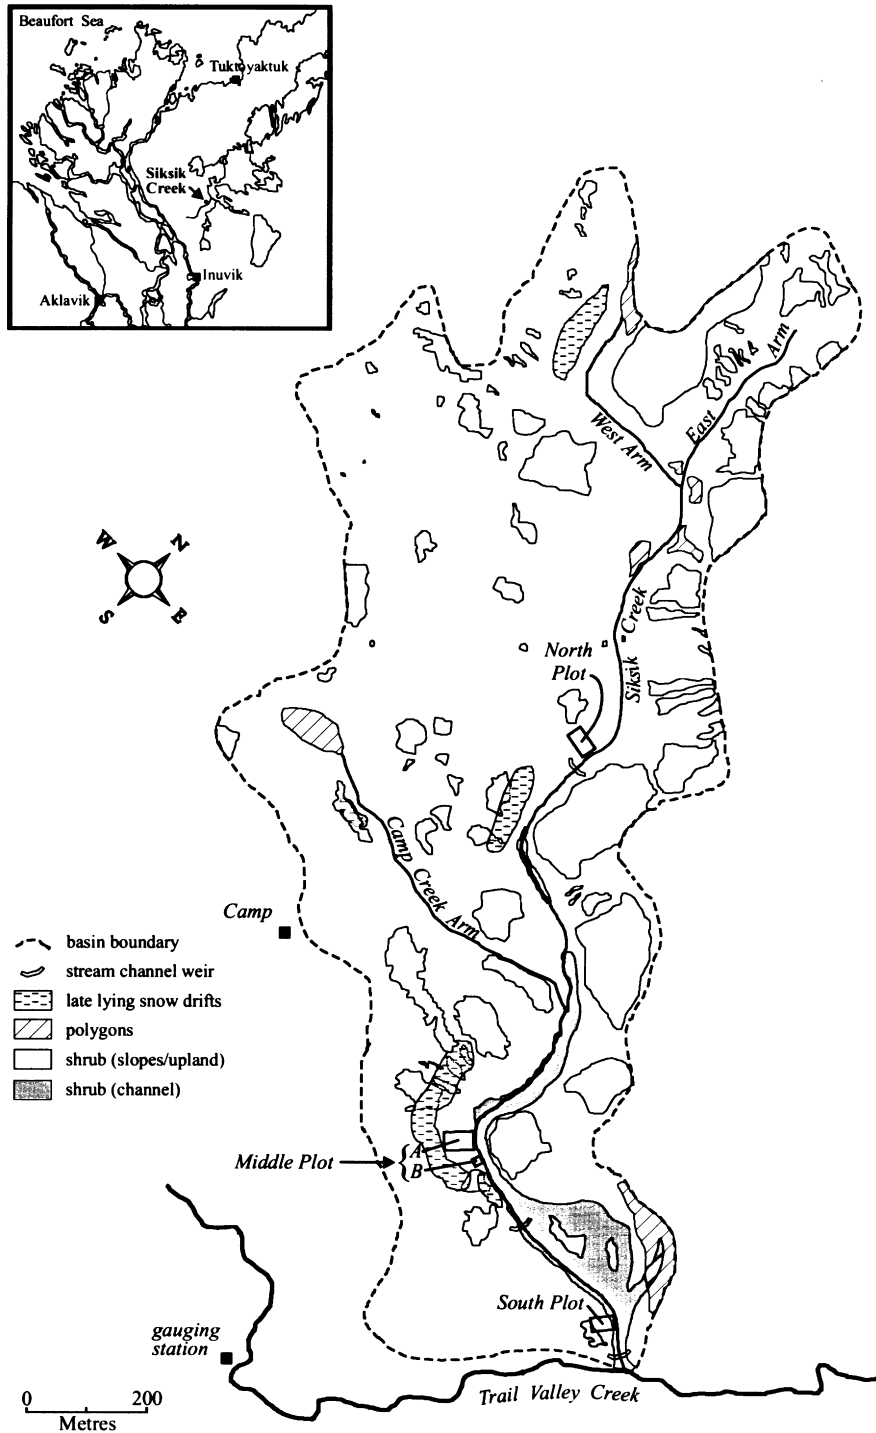 Beaufort Sea
Tuktoyaktuk
Siksik
Creek
Inuvik
Aklavik
West Arm
East Arm
W
N
S
E
Siksik Creek
North
Plot
Camp Creek Arm
Camp
basin boundary
stream channel weir
late lying snow drifts
polygons
shrub (slopes/upland)
shrub (channel)
Middle Plot
A
B
South Plot
gauging
station
0
200
Metres
Trail Valley Creek